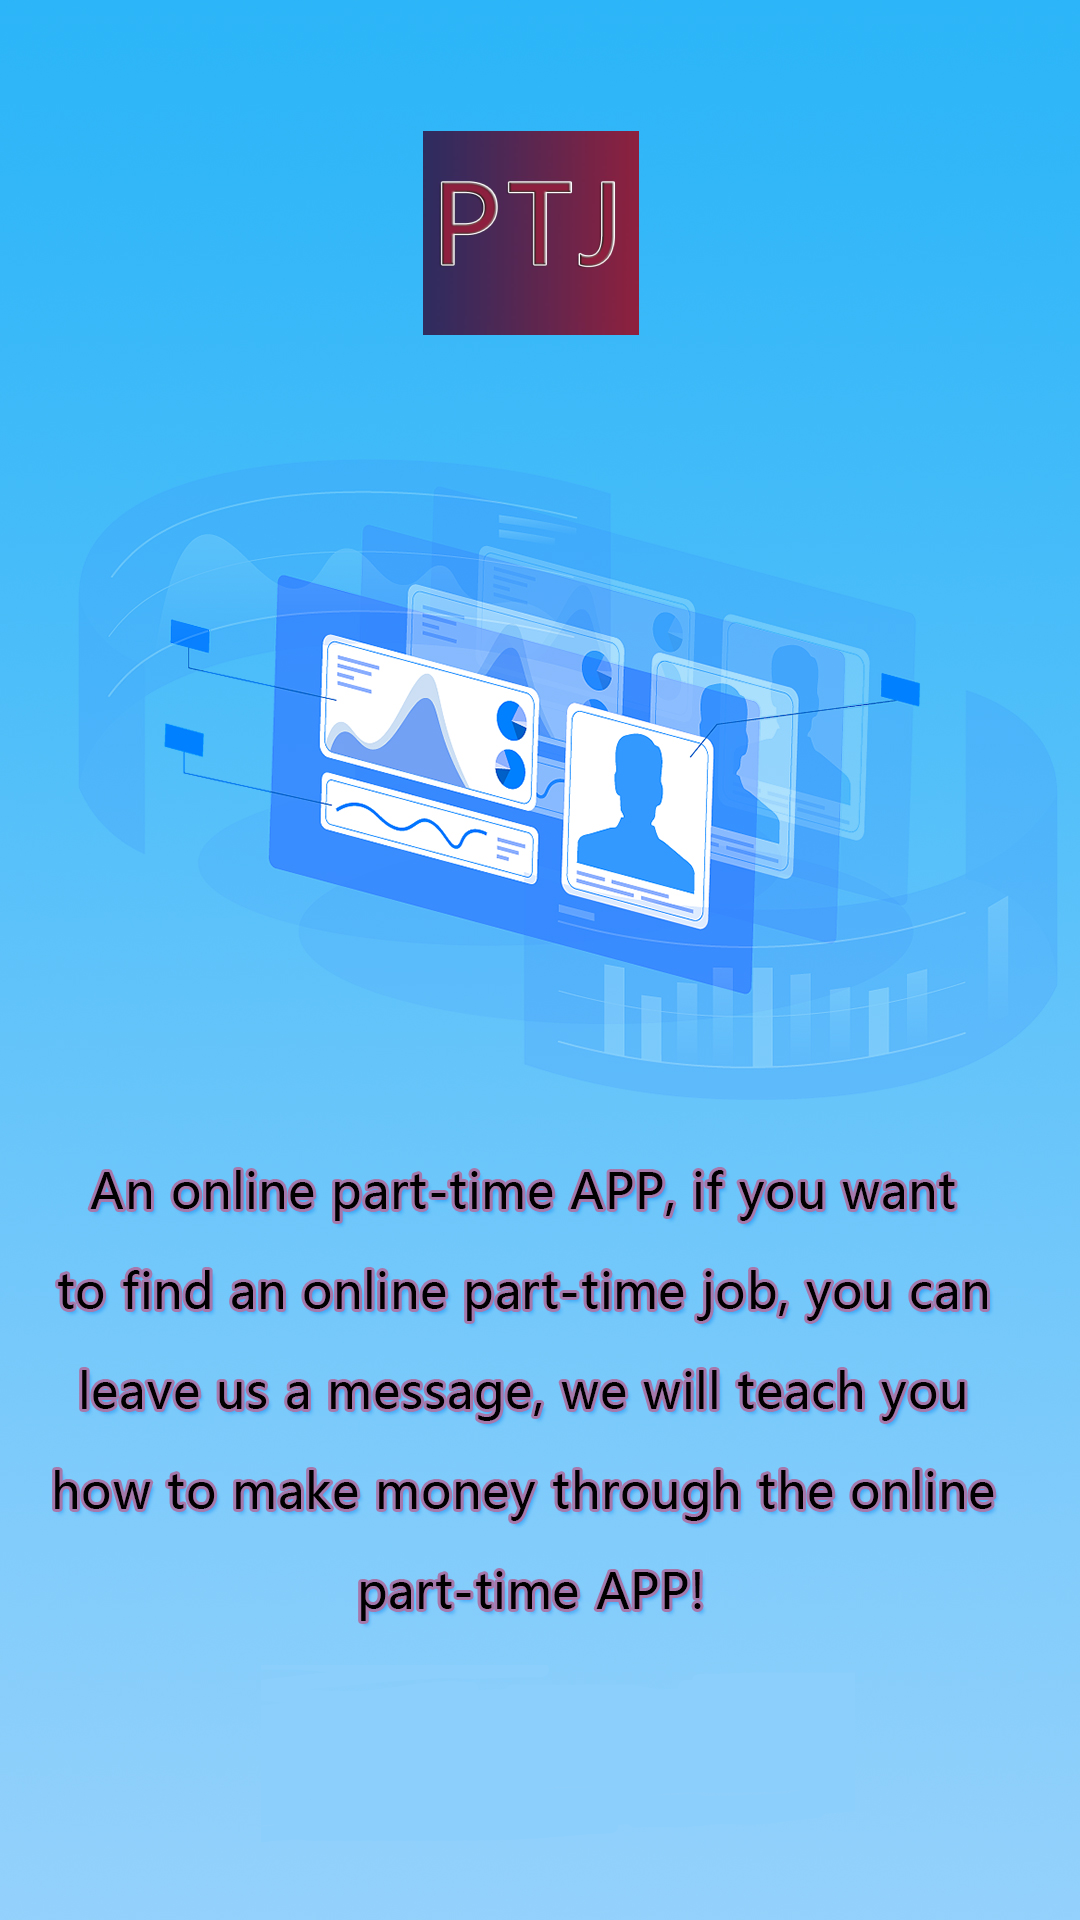 PTJ
An online part-time APP, if you want
to find an online part-time job, you can
leave us a message, we will teach you
how to make money through the online
part-time APP!